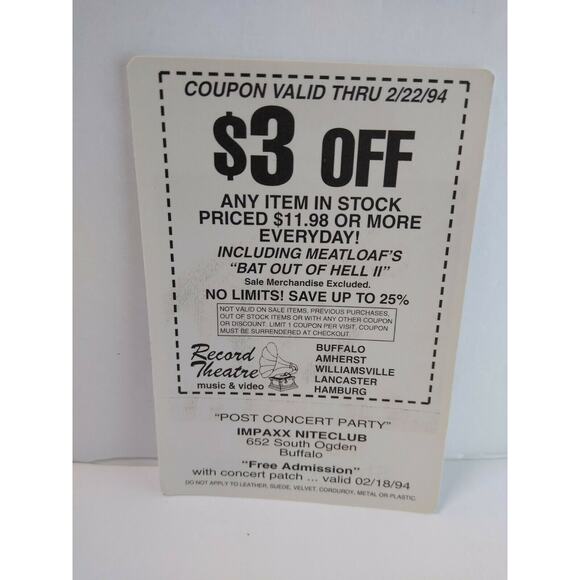 COUPON VALID THRU 2/22/94
$3 OFF
ANY ITEM IN STOCK
PRICED $11.98 OR MORE
EVERYDAY!
INCLUDING MEATLOAF'S
"BAT OUT OF HELL II"
Sale Merchandise Excluded.
NO LIMITS! SAVE UP TO 25%
NOT VALID ON SALE ITEMS, PREVIOUS PURCHASES,
OUT OF STOCK ITEMS OR WITH ANY OTHER COUPON
OR DISCOUNT. LIMIT 1 COUPON PER VISIT, COUPON
MUST BE SURRENDERED AT CHECKOUT.
Record
Theatre
music & video
BUFFALO
AMHERST
WILLIAMSVILLE
LANCASTER
HAMBURG
"POST CONCERT PARTY"
IMPAXX NITECLUB
652 South Ogden
Buffalo
"Free Admission"
with concert patch ... valid 02/18/94
DO NOT APPLY TO LEATHER, SUEDE, VELVET, CORDUROY, METAL OR PLASTIC.